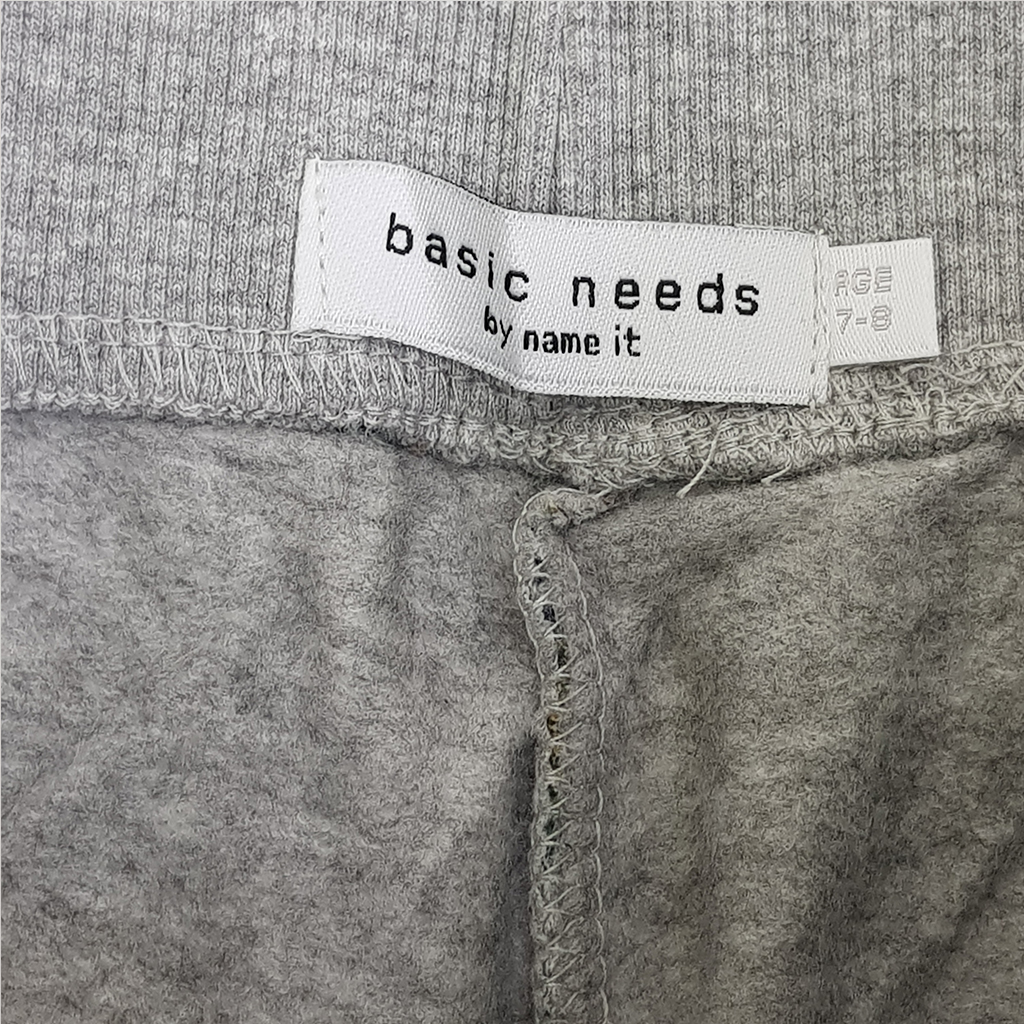 basic needs
by name it
AGE
7-8